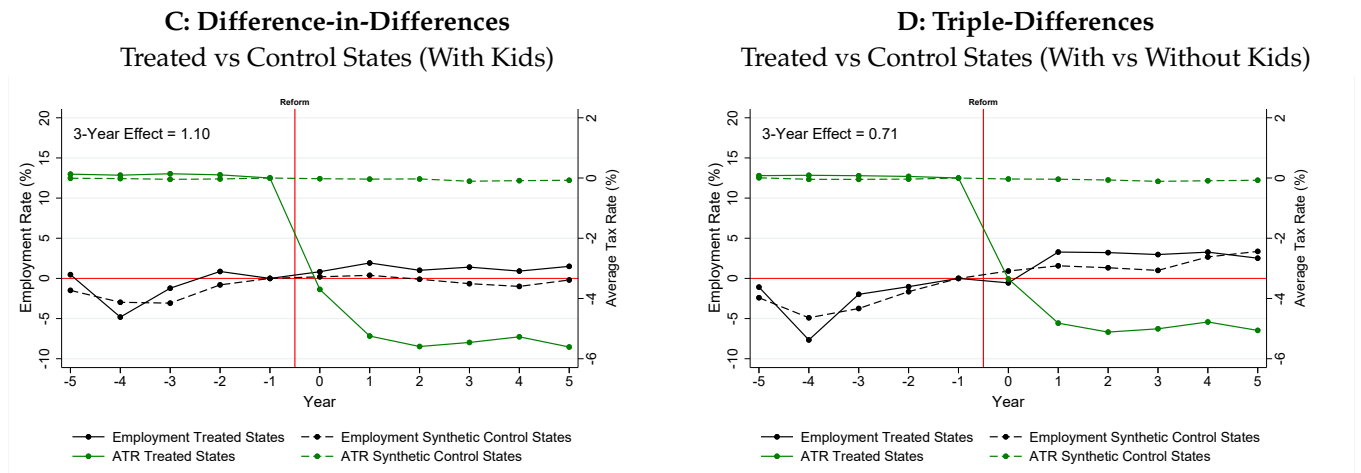 C: Difference-in-Differences
Treated vs Control States (With Kids)
Reform
3-Year Effect = 1.10
Employment Rate (%)
20
15
10
5
0
-5
-10
Average Tax Rate (%)
2
0
-2
-4
-6
-5 -4 -3 -2 -1 0 1 2 3 4 5
Year
Employment Treated States
Employment Synthetic Control States
ATR Treated States
ATR Synthetic Control States
D: Triple-Differences
Treated vs Control States (With vs Without Kids)
Reform
3-Year Effect = 0.71
Employment Rate (%)
20
15
10
5
0
-5
-10
Average Tax Rate (%)
2
0
-2
-4
-6
-5 -4 -3 -2 -1 0 1 2 3 4 5
Year
Employment Treated States
Employment Synthetic Control States
ATR Treated States
ATR Synthetic Control States